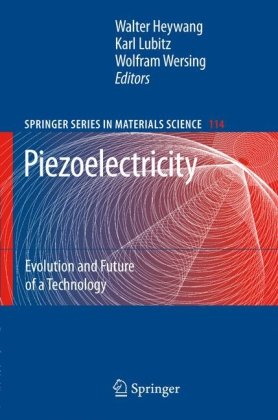 Walter Heywang
Karl Lubitz
Wolfram Wersing
Editors
SPRINGER SERIES IN MATERIALS SCIENCE 114
Piezoelectricity
Evolution and Future
of a Technology
Springer